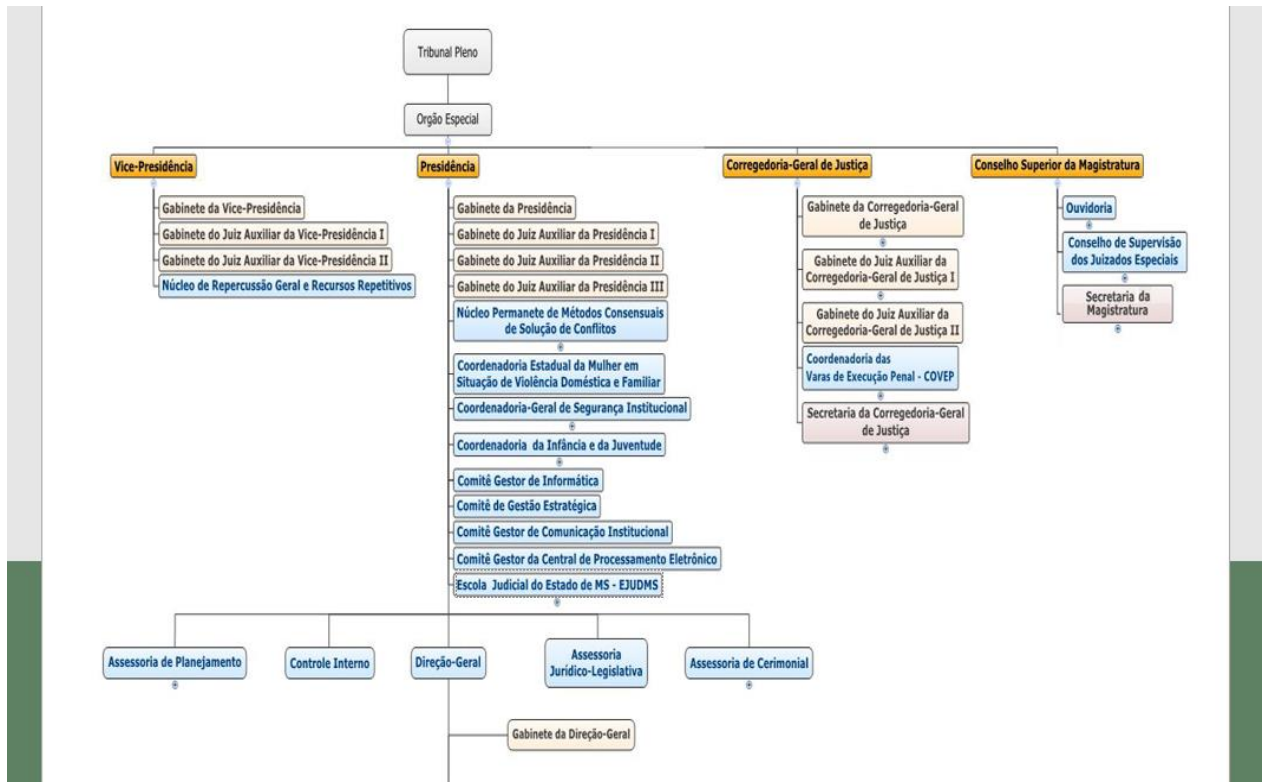 Tribunal Pleno
Orgão Especial
Vice-Presidência
Gabinete da Vice-Presidência
Gabinete do Juiz Auxiliar da Vice-Presidência I
Gabinete do Juiz Auxiliar da Vice-Presidência II
Núcleo de Repercussão Geral e Recursos Repetitivos
Presidência
Gabinete da Presidência
Gabinete do Juiz Auxiliar da Presidência I
Gabinete do Juiz Auxiliar da Presidência II
Gabinete do Juiz Auxiliar da Presidência III
Núcleo Permanete de Métodos Consensuais
de Solução de Conflitos
Coordenadoria Estadual da Mulher em
Situação de Violência Doméstica e Familiar
Coordenadoria-Geral de Segurança Institucional
Coordenadoria da Infância e da Juventude
Comitê Gestor de Informática
Comitê de Gestão Estratégica
Comitê Gestor de Comunicação Institucional
Comitê Gestor da Central de Processamento Eletrônico
Escola Judicial do Estado de MS - EJUDMS
Corregedoria-Geral de Justiça
Gabinete da Corregedoria-Geral
de Justiça
Gabinete do Juiz Auxiliar da
Corregedoria-Geral de Justiça I
Gabinete do Juiz Auxiliar da
Corregedoria-Geral de Justiça II
Coordenadoria das
Varas de Execução Penal - COVEP
Secretaria da Corregedoria-Geral
de Justiça
Conselho Superior da Magistratura
Ouvidoria
Conselho de Supervisão
dos Juizados Especiais
Secretaria da
Magistratura
Assessoria de Planejamento
Controle Interno
Direção-Geral
Assessoria
Jurídico-Legislativa
Assessoria de Cerimonial
Gabinete da Direção-Geral